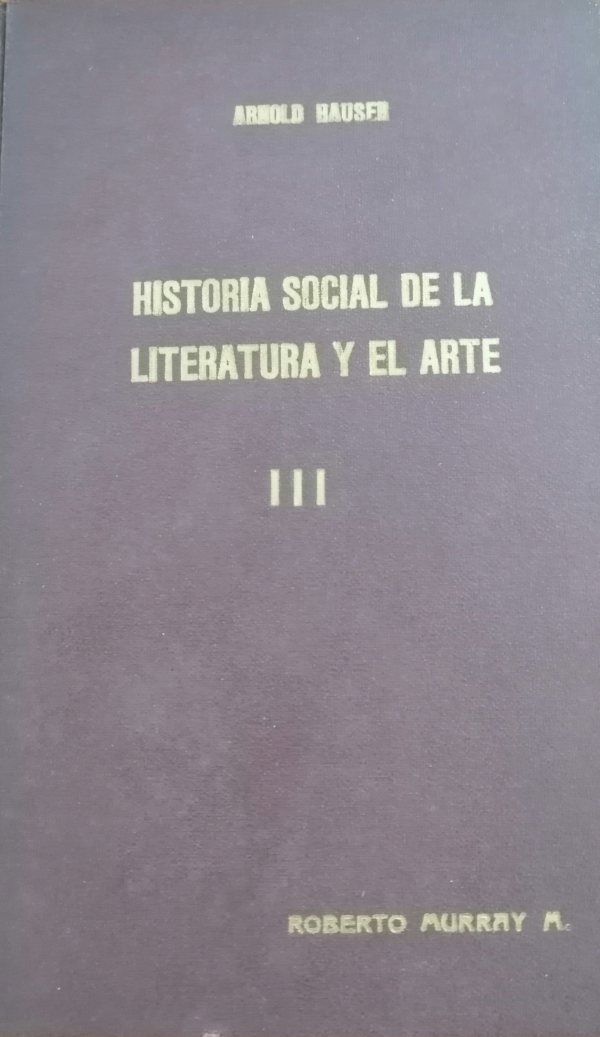 ARNOLD HAUSER
HISTORIA SOCIAL DE LA
LITERATURA Y EL ARTE
III
ROBERTO MURRAY M.